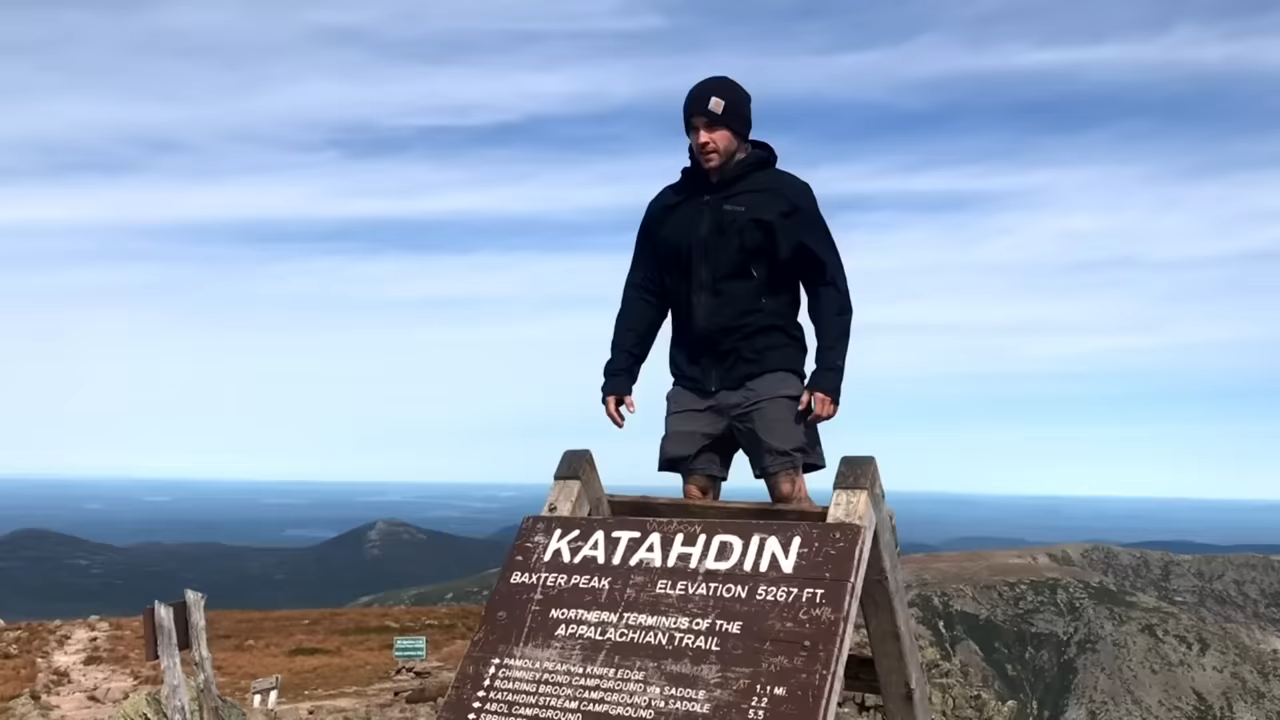 KATAHDIN
BAXTER PEAK ELEVATION 5267 FT.
NORTHERN TERMINUS OF THE
APPALACHIAN TRAIL
PAMOLA PEAK via KNIFE EDGE 1.1 Mi.
CHIMNEY POND CAMPGROUND via SADDLE 2.2
ROARING BROOK CAMPGROUND via SADDLE 5.5
KATAHDIN STREAM CAMPGROUND
ABOL CAMPGROUND